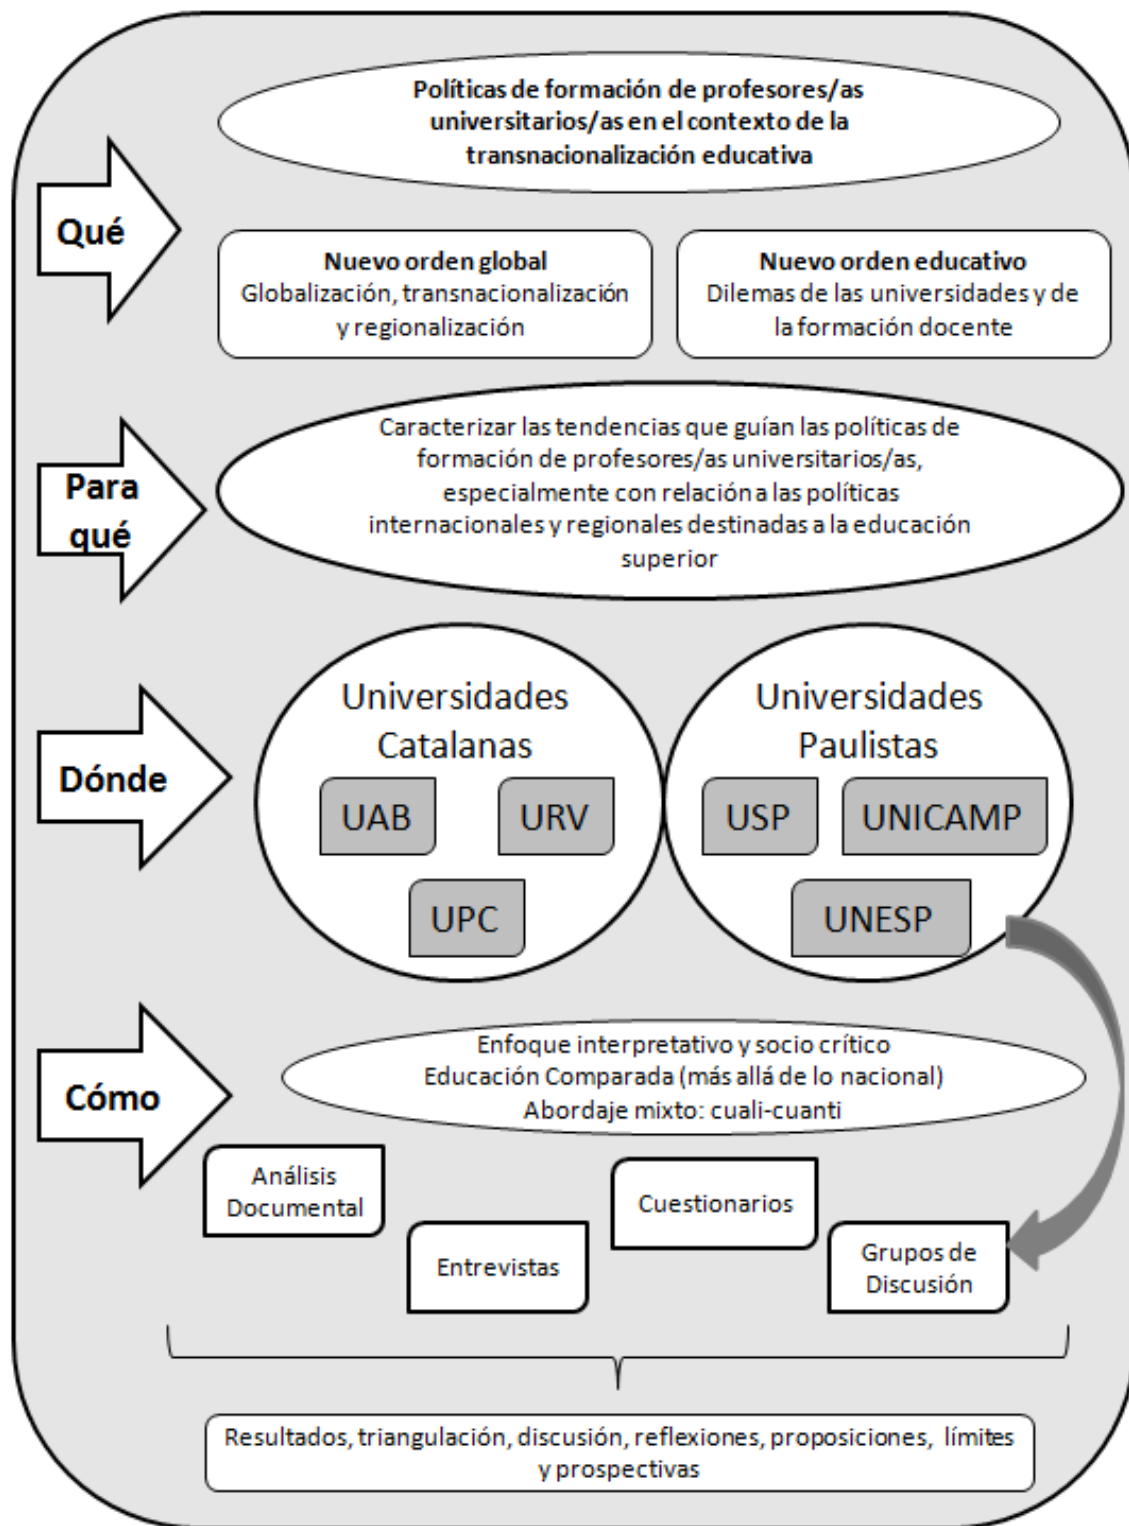 Políticas de formación de profesores/as
universitarios/as en el contexto de la
transnacionalización educativa
Qué
Nuevo orden global
Globalización, transnacionalización
y regionalización
Nuevo orden educativo
Dilemas de las universidades y de
la formación docente
Para
qué
Caracterizar las tendencias que guían las políticas de
formación de profesores/as universitarios/as,
especialmente con relación a las políticas
internacionales y regionales destinadas a la educación
superior
Dónde
Universidades
Catalanas
UAB
URV
UPC
Universidades
Paulistas
USP
UNICAMP
UNESP
Cómo
Enfoque interpretativo y socio crítico
Educación Comparada (más allá de lo nacional)
Abordaje mixto: cuali-cuanti
Análisis
Documental
Entrevistas
Cuestionarios
Grupos de
Discusión
Resultados, triangulación, discusión, reflexiones, proposiciones, límites
y prospectivas